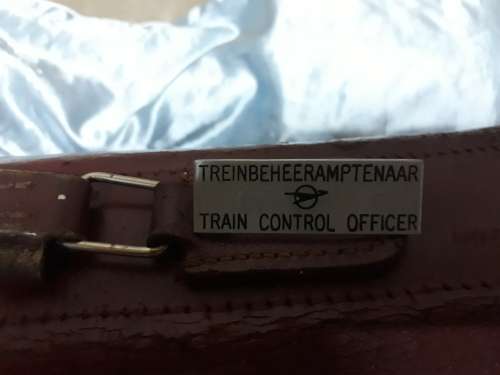 TREINBEHEERAMPTENAAR
TRAIN CONTROL OFFICER